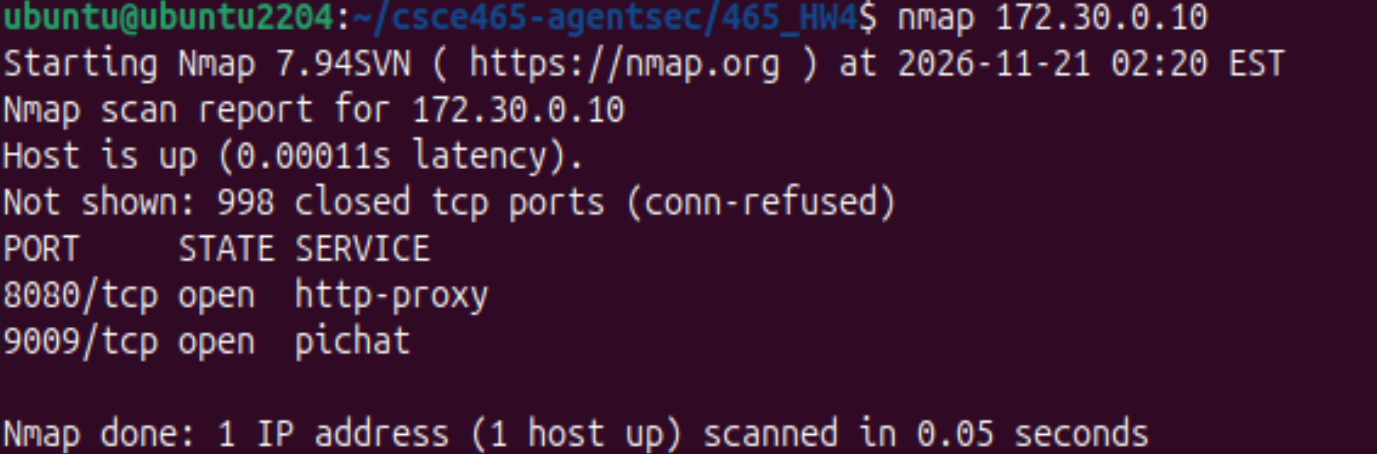 ubuntu@ubuntu2204:~/csce465-agentsec/465_HW4$ nmap 172.30.0.10
Starting Nmap 7.94SVN ( https://nmap.org ) at 2026-11-21 02:20 EST
Nmap scan report for 172.30.0.10
Host is up (0.00011s latency).
Not shown: 998 closed tcp ports (conn-refused)
PORT     STATE SERVICE
8080/tcp open  http-proxy
9009/tcp open  pichat
Nmap done: 1 IP address (1 host up) scanned in 0.05 seconds